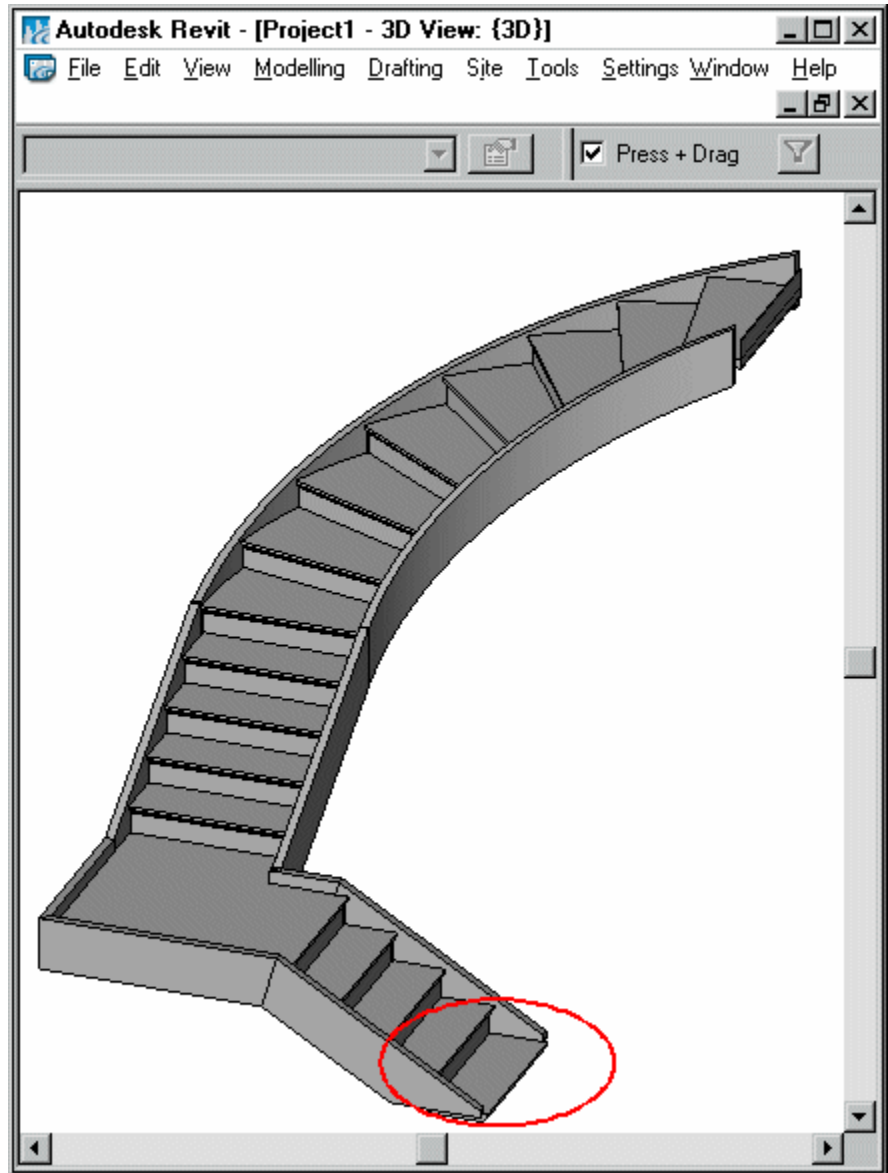 Autodesk Revit - [Project1 - 3D View: {3D}]
File Edit View Modelling Drafting Site Tools Settings Window Help
Press + Drag